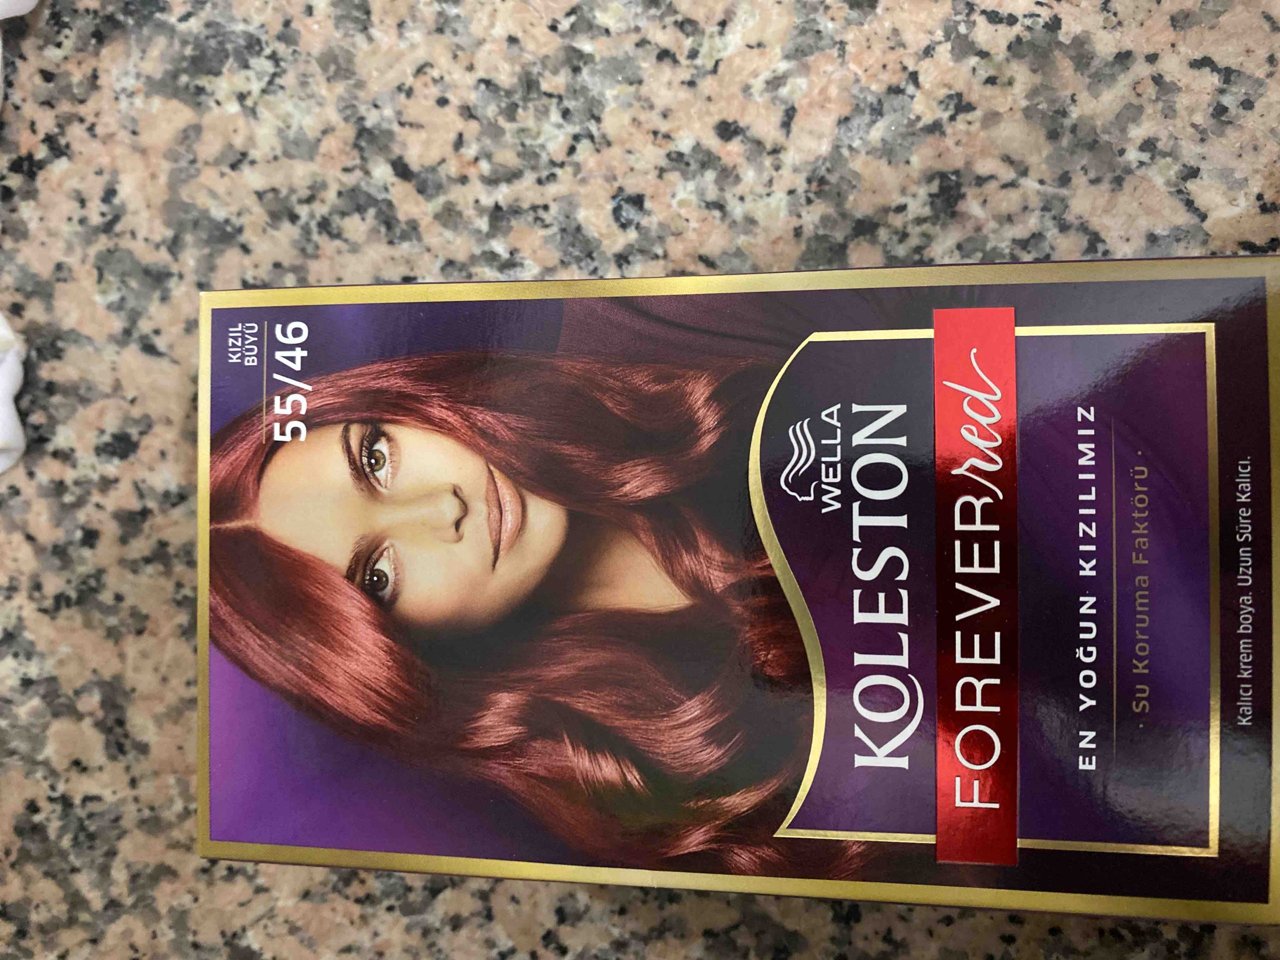 KIZIL
BÜYÜ
55/46
WELLA
KOLESTON
FOREVER red
EN YOĞUN KIZILIMIZ
· Su Koruma Faktörü ·
Kalıcı krem boya. Uzun Süre Kalıcı.